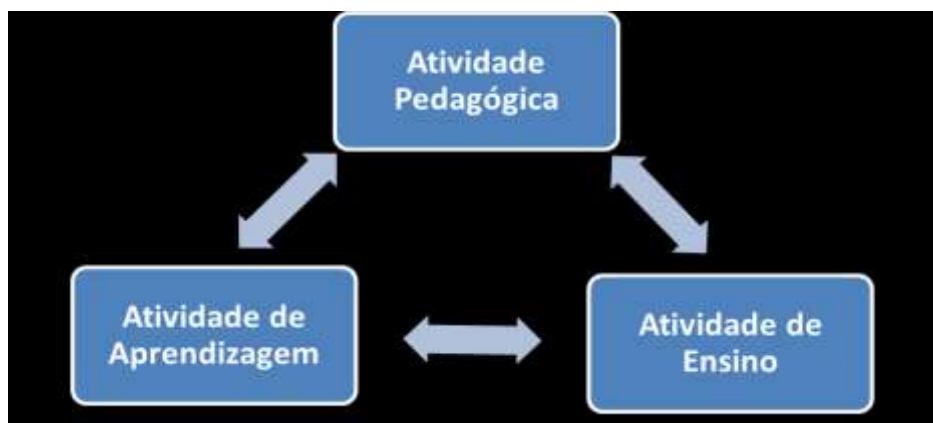 Atividade
Pedagógica
Atividade de
Aprendizagem
Atividade de
Ensino